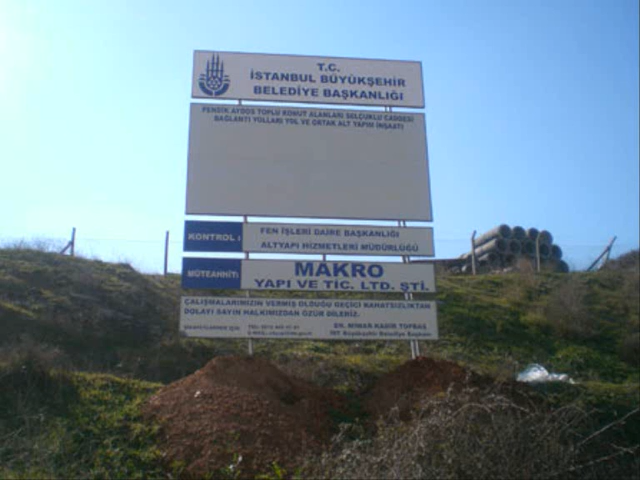 T.C.
İSTANBUL BÜYÜKŞEHİR
BELEDİYE BAŞKANLIĞI
PENDİK AYDOS TOPLU KONUT ALANLARI SELÇUKLU CADDESİ
BAĞLANTI YOLLARI YOL VE ORTAK ALT YAPIM İNŞAATI
KONTROL : FEN İŞLERİ DAİRE BAŞKANLIĞI
ALTYAPI HİZMETLERİ MÜDÜRLÜĞÜ
MÜTEAHHİT: MAKRO
YAPI VE TİC. LTD. ŞTİ.
ÇALIŞMALARIMIZIN VERMİŞ OLDUĞU GEÇİCİ RAHATSIZLIKTAN
DOLAYI SAYIN HALKIMIZDAN ÖZÜR DİLERİZ.
DR. MİMAR KADİR TOPBAŞ
İST. Büyükşehir Belediye Başkanı